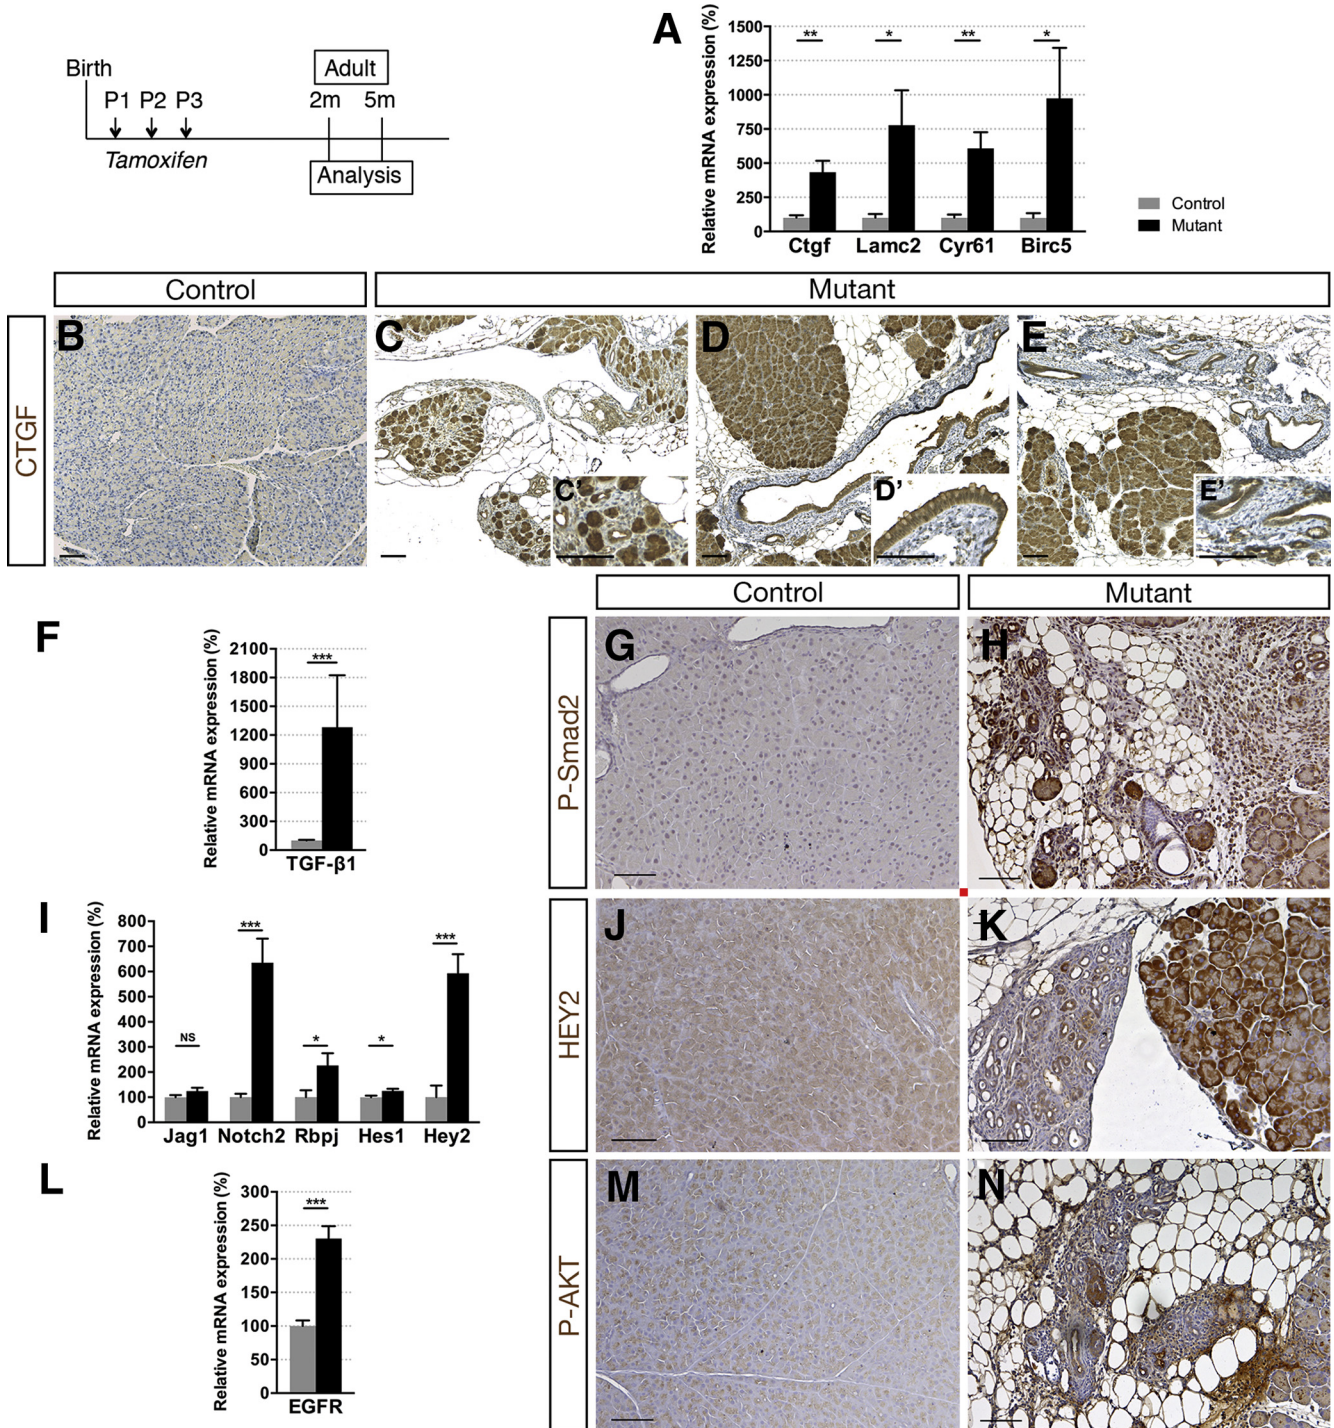 Birth
P1 P2 P3
Tamoxifen
Adult
2m 5m
Analysis
A
Relative mRNA expression (%)
1500
1250
1000
750
500
250
0
** * ** *
Ctgf Lamc2 Cyr61 Birc5
Control
Mutant
Control
Mutant
CTGF
B
C
C'
D
D'
E
E'
F
Relative mRNA expression (%)
2100
1800
1500
1200
900
600
300
0
***
TGF-β1
Control
Mutant
P-Smad2
G
H
I
Relative mRNA expression (%)
800
700
600
500
400
300
200
100
0
NS *** * * ***
Jag1 Notch2 Rbpj Hes1 Hey2
HEY2
J
K
L
Relative mRNA expression (%)
300
250
200
150
100
50
0
***
EGFR
P-AKT
M
N